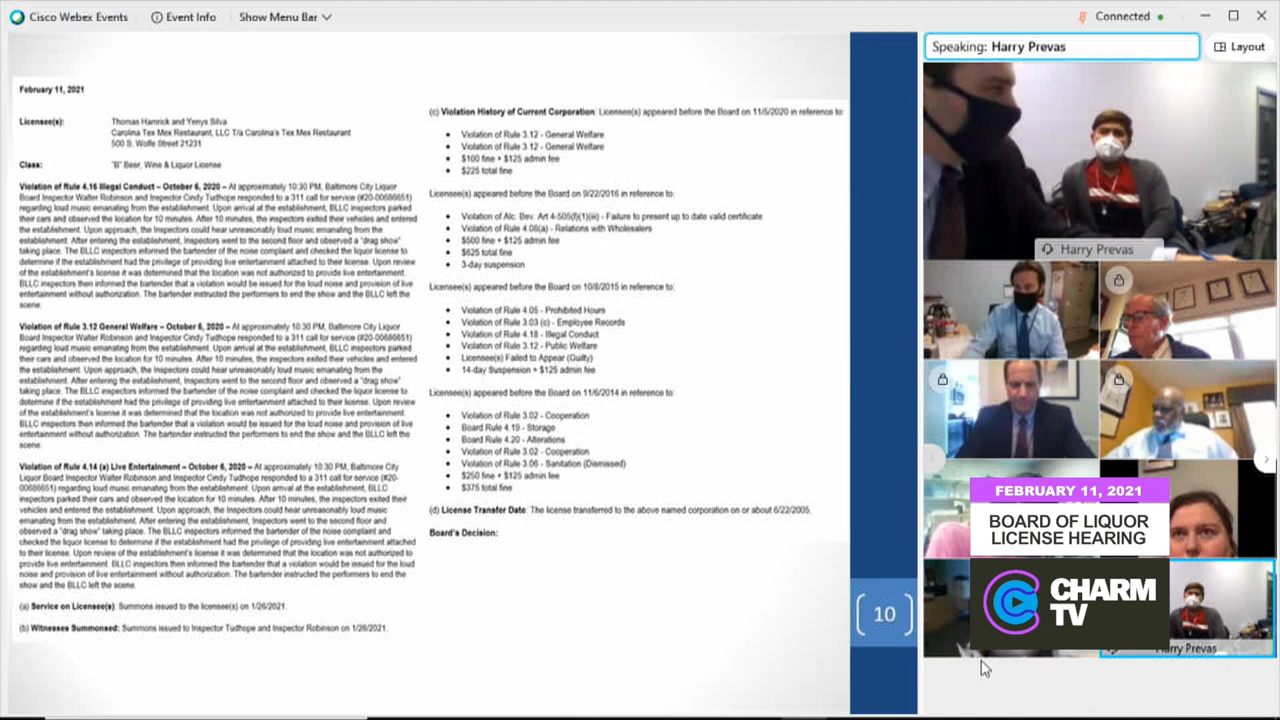 Cisco Webex Events
Event Info
Show Menu Bar
Connected
Speaking: Harry Prevas
Layout
February 11, 2021
Licensee(s): Thomas Hamrick and Yenys Silva
Carolina Tex Mex Restaurant, LLC T/a Carolina's Tex Mex Restaurant
500 S. Wolfe Street 21231
Class: "B" Beer, Wine & Liquor License
Violation of Rule 4.16 Illegal Conduct – October 6, 2020 – At approximately 10:30 PM, Baltimore City Liquor
Board Inspector Walter Robinson and Inspector Cindy Tudhope responded to a 311 call for service (#20-00686651)
regarding loud music emanating from the establishment. Upon arrival at the establishment, BLLC inspectors parked
their cars and observed the location for 10 minutes. After 10 minutes, the inspectors exited their vehicles and entered
the establishment. Upon approach, the Inspectors could hear unreasonably loud music emanating from the
establishment. After entering the establishment, Inspectors went to the second floor and observed a "drag show"
taking place. The BLLC inspectors informed the bartender of the noise complaint and checked the liquor license to
determine if the establishment had the privilege of providing live entertainment attached to their license. Upon review
of the establishment's license it was determined that the location was not authorized to provide live entertainment.
BLLC inspectors then informed the bartender that a violation would be issued for the loud noise and provision of live
entertainment without authorization. The bartender instructed the performers to end the show and the BLLC left the
scene.
Violation of Rule 3.12 General Welfare – October 6, 2020 – At approximately 10:30 PM, Baltimore City Liquor
Board Inspector Walter Robinson and Inspector Cindy Tudhope responded to a 311 call for service (#20-00686651)
regarding loud music emanating from the establishment. Upon arrival at the establishment, BLLC inspectors parked
their cars and observed the location for 10 minutes. After 10 minutes, the inspectors exited their vehicles and entered
the establishment. Upon approach, the Inspectors could hear unreasonably loud music emanating from the
establishment. After entering the establishment, Inspectors went to the second floor and observed a "drag show"
taking place. The BLLC inspectors informed the bartender of the noise complaint and checked the liquor license to
determine if the establishment had the privilege of providing live entertainment attached to their license. Upon review
of the establishment's license it was determined that the location was not authorized to provide live entertainment.
BLLC inspectors then informed the bartender that a violation would be issued for the loud noise and provision of live
entertainment without authorization. The bartender instructed the performers to end the show and the BLLC left the
scene.
Violation of Rule 4.14 (a) Live Entertainment – October 6, 2020 – At approximately 10:30 PM, Baltimore City
Liquor Board Inspector Walter Robinson and Inspector Cindy Tudhope responded to a 311 call for service (#20-
00686651) regarding loud music emanating from the establishment. Upon arrival at the establishment, BLLC
inspectors parked their cars and observed the location for 10 minutes. After 10 minutes, the inspectors exited their
vehicles and entered the establishment. Upon approach, the Inspectors could hear unreasonably loud music
emanating from the establishment. After entering the establishment, Inspectors went to the second floor and
observed a "drag show" taking place. The BLLC inspectors informed the bartender of the noise complaint and
checked the liquor license to determine if the establishment had the privilege of providing live entertainment attached
to their license. Upon review of the establishment's license it was determined that the location was not authorized to
provide live entertainment. BLLC inspectors then informed the bartender that a violation would be issued for the loud
noise and provision of live entertainment without authorization. The bartender instructed the performers to end the
show and the BLLC left the scene.
(a) Service on Licensee(s): Summons issued to the licensee(s) on 1/26/2021.
(b) Witnesses Summonsed: Summons issued to Inspector Tudhope and Inspector Robinson on 1/26/2021.
(c) Violation History of Current Corporation: Licensee(s) appeared before the Board on 11/5/2020 in reference to:
• Violation of Rule 3.12 - General Welfare
• Violation of Rule 3.12 - General Welfare
• $100 fine + $125 admin fee
• $225 total fine
Licensee(s) appeared before the Board on 9/22/2016 in reference to:
• Violation of Alc. Bev. Art 4-505(f)(1)(iii) - Failure to present up to date valid certificate
• Violation of Rule 4.08(a) - Relations with Wholesalers
• $500 fine + $125 admin fee
• $625 total fine
• 3-day suspension
Licensee(s) appeared before the Board on 10/8/2015 in reference to:
• Violation of Rule 4.05 - Prohibited Hours
• Violation of Rule 3.03 (c) - Employee Records
• Violation of Rule 4.18 - Illegal Conduct
• Violation of Rule 3.12 - Public Welfare
• Licensee(s) Failed to Appear (Guilty)
• 14-day Suspension + $125 admin fee
Licensee(s) appeared before the Board on 11/6/2014 in reference to:
• Violation of Rule 3.02 - Cooperation
• Board Rule 4.19 - Storage
• Board Rule 4.20 - Alterations
• Violation of Rule 3.02 - Cooperation
• Violation of Rule 3.06 - Sanitation (Dismissed)
• $250 fine + $125 admin fee
• $375 total fine
(d) License Transfer Date: The license transferred to the above named corporation on or about 6/22/2005.
Board's Decision:
10
Harry Prevas
FEBRUARY 11, 2021
BOARD OF LIQUOR
LICENSE HEARING
CHARM
TV
Harry Prevas